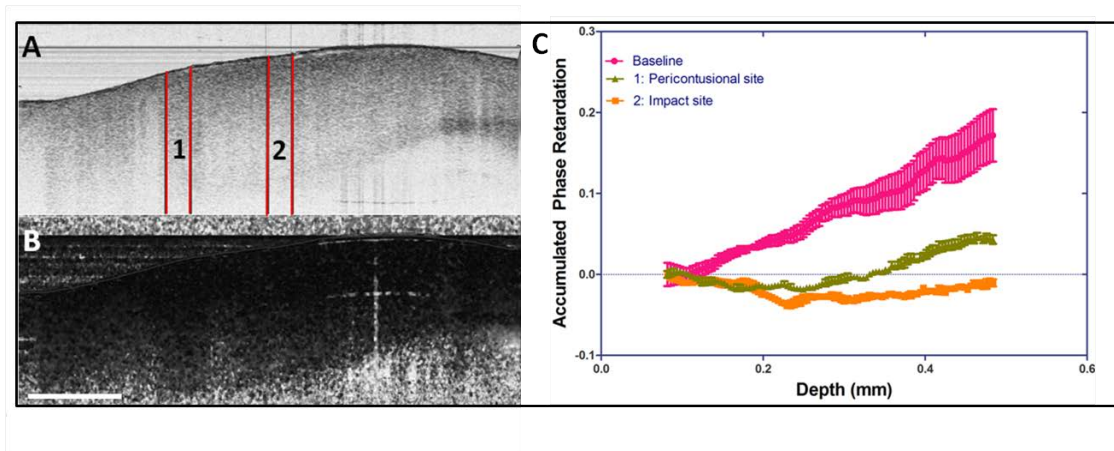 A
1
2
B
C
0.3
0.2
0.1
0.0
-0.1
Accumulated Phase Retardation
Baseline
1: Pericontusional site
2: Impact site
0.0
0.2
0.4
0.6
Depth (mm)